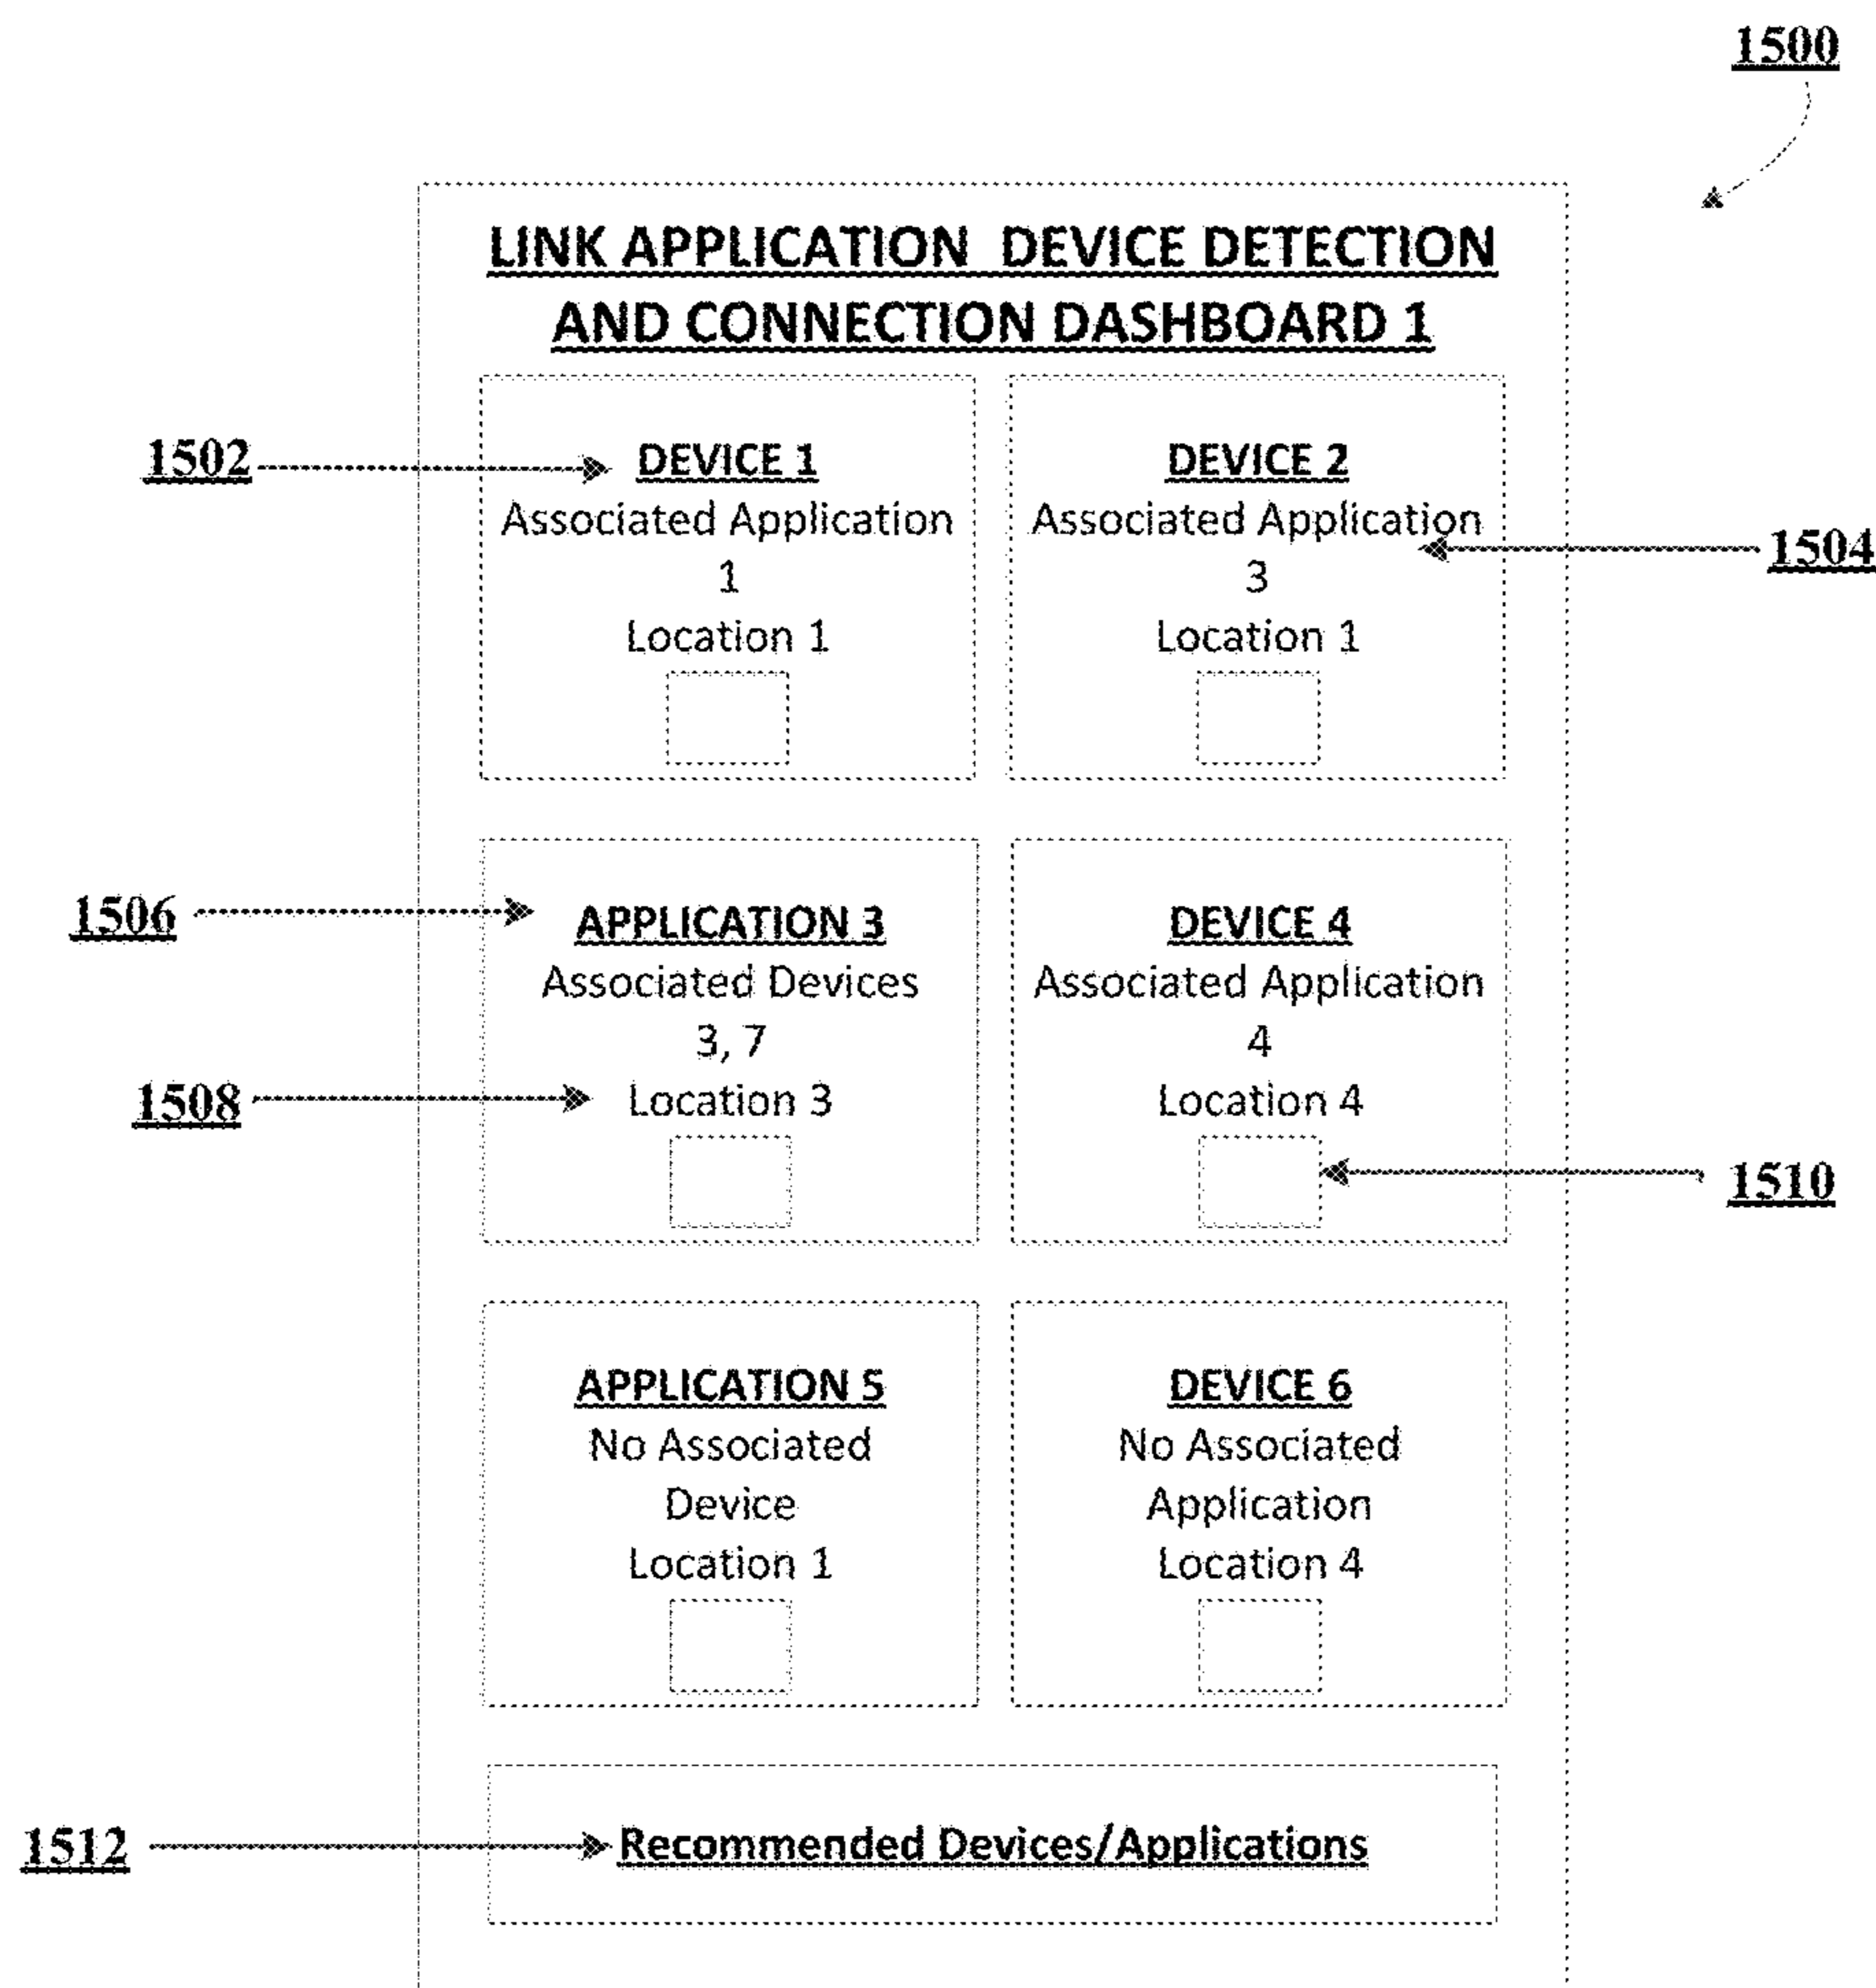 1500
LINK APPLICATION DEVICE DETECTION
AND CONNECTION DASHBOARD 1
1502
DEVICE 1
Associated Application
1
Location 1
DEVICE 2
Associated Application
3
Location 1
1504
1506
APPLICATION 3
Associated Devices
3, 7
1508
Location 3
DEVICE 4
Associated Application
4
Location 4
1510
APPLICATION 5
No Associated
Device
Location 1
DEVICE 6
No Associated
Application
Location 4
1512
Recommended Devices/Applications